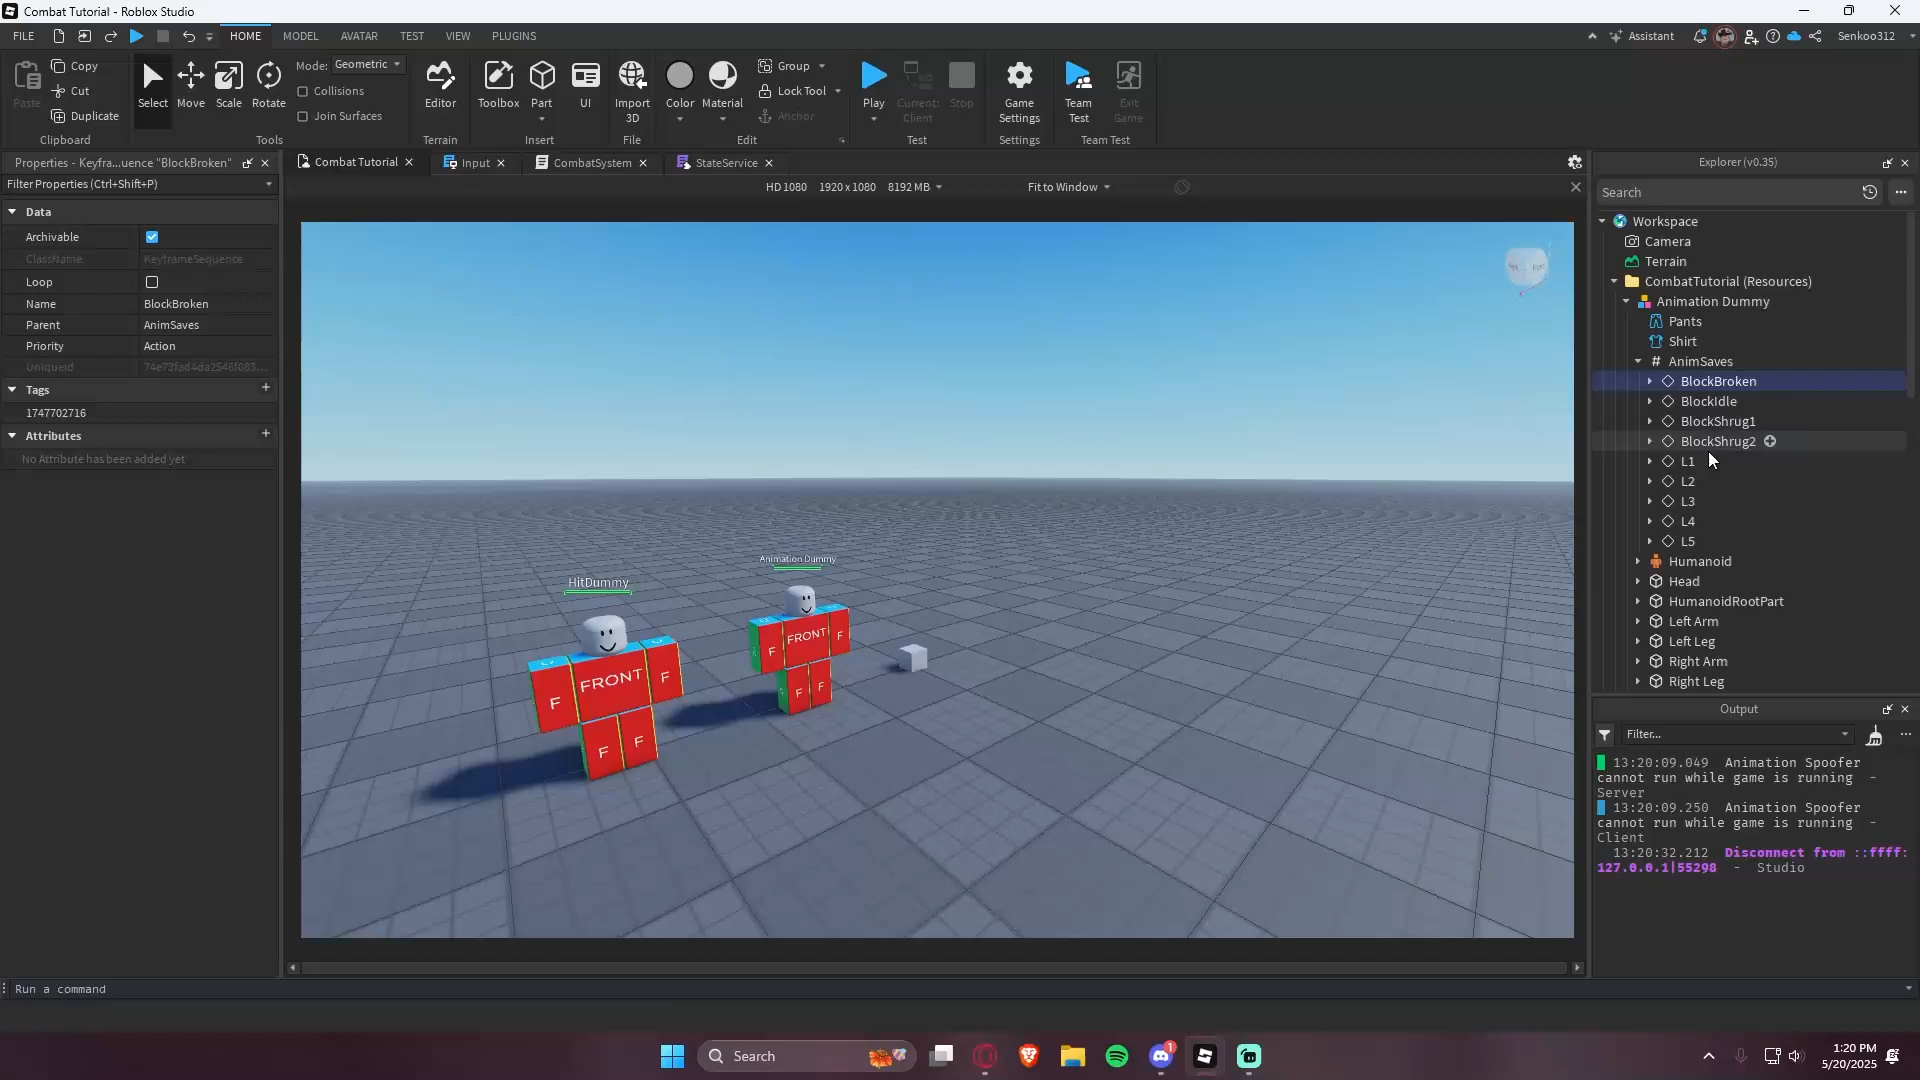 Combat Tutorial - Roblox Studio
FILE
HOME
MODEL
AVATAR
TEST
VIEW
PLUGINS
Assistant
Senkoo312
Paste
Copy
Cut
Duplicate
Clipboard
Select
Move
Scale
Rotate
Mode: Geometric
Collisions
Join Surfaces
Tools
Editor
Terrain
Toolbox
Part
UI
Insert
Import
3D
File
Color
Material
Group
Lock Tool
Anchor
Edit
Play
Current:
Client
Stop
Test
Game
Settings
Settings
Team
Test
Exit
Game
Team Test
Properties - Keyfra...uence "BlockBroken"
Filter Properties (Ctrl+Shift+P)
Data
Archivable
ClassName KeyframeSequence
Loop
Name BlockBroken
Parent AnimSaves
Priority Action
UniqueId
Tags
1747702716
Attributes
No Attribute has been added yet
Combat Tutorial
Input
CombatSystem
StateService
HD 1080 1920 x 1080 8192 MB
Fit to Window
HitDummy
Animation Dummy
FRONT
F
F
F
F
FRONT
F
F
F
F
Explorer (v0.35)
Search
Workspace
Camera
Terrain
CombatTutorial (Resources)
Animation Dummy
Pants
Shirt
# AnimSaves
BlockBroken
BlockIdle
BlockShrug1
BlockShrug2
L1
L2
L3
L4
L5
Humanoid
Head
HumanoidRootPart
Left Arm
Left Leg
Right Arm
Right Leg
Output
Filter...
13:20:09.049 Animation Spoofer
cannot run while game is running -
Server
13:20:09.250 Animation Spoofer
cannot run while game is running -
Client
13:20:32.212 Disconnect from ::ffff:
127.0.0.1|55298 - Studio
Run a command
Search
1
1:20 PM
5/20/2025